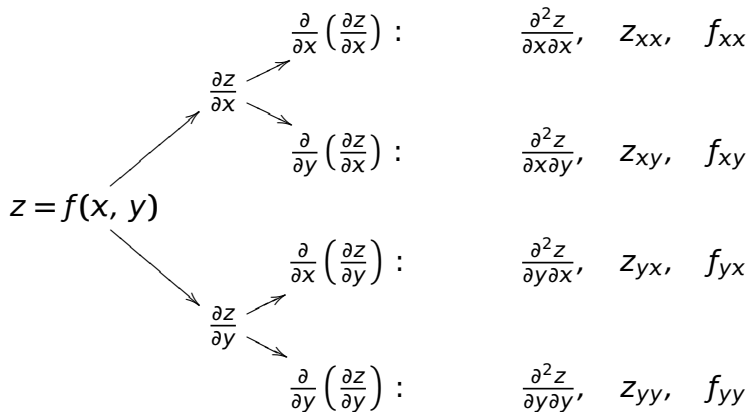 ∂/∂x (∂z/∂x) : ∂²z/∂x∂x, z_xx, f_xx
∂z/∂x
∂/∂y (∂z/∂x) : ∂²z/∂x∂y, z_xy, f_xy
z = f(x, y)
∂/∂x (∂z/∂y) : ∂²z/∂y∂x, z_yx, f_yx
∂z/∂y
∂/∂y (∂z/∂y) : ∂²z/∂y∂y, z_yy, f_yy